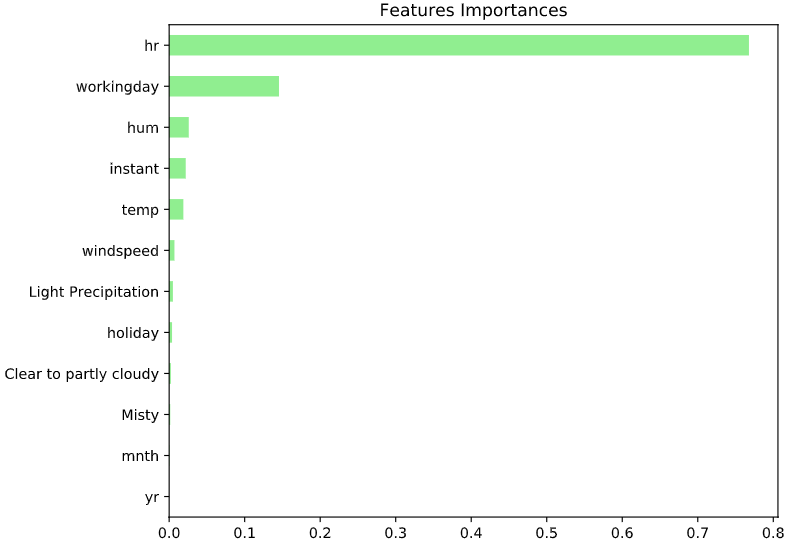 Features Importances
hr
workingday
hum
instant
temp
windspeed
Light Precipitation
holiday
Clear to partly cloudy
Misty
mnth
yr
0.0 0.1 0.2 0.3 0.4 0.5 0.6 0.7 0.8